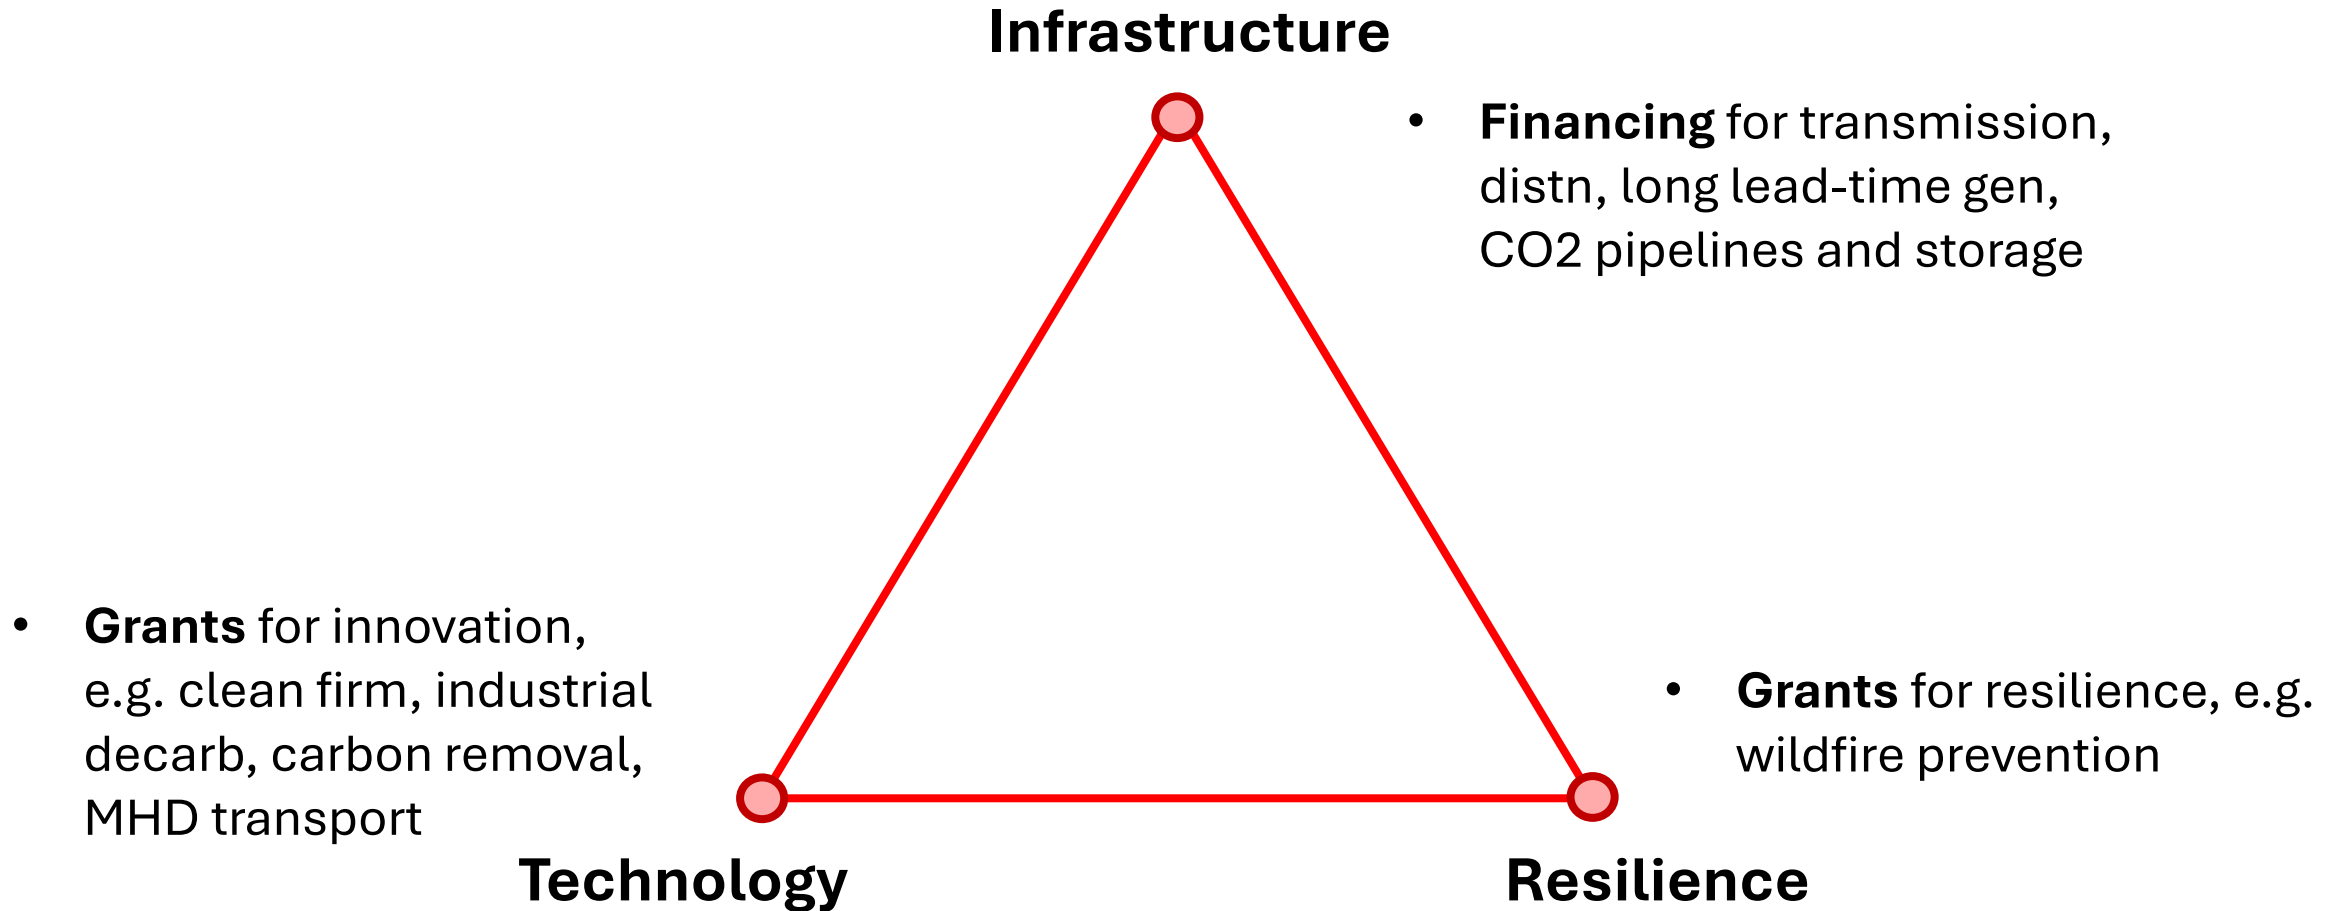 Infrastructure
• Financing for transmission,
distn, long lead-time gen,
CO2 pipelines and storage
• Grants for innovation,
e.g. clean firm, industrial
decarb, carbon removal,
MHD transport
• Grants for resilience, e.g.
wildfire prevention
Technology
Resilience